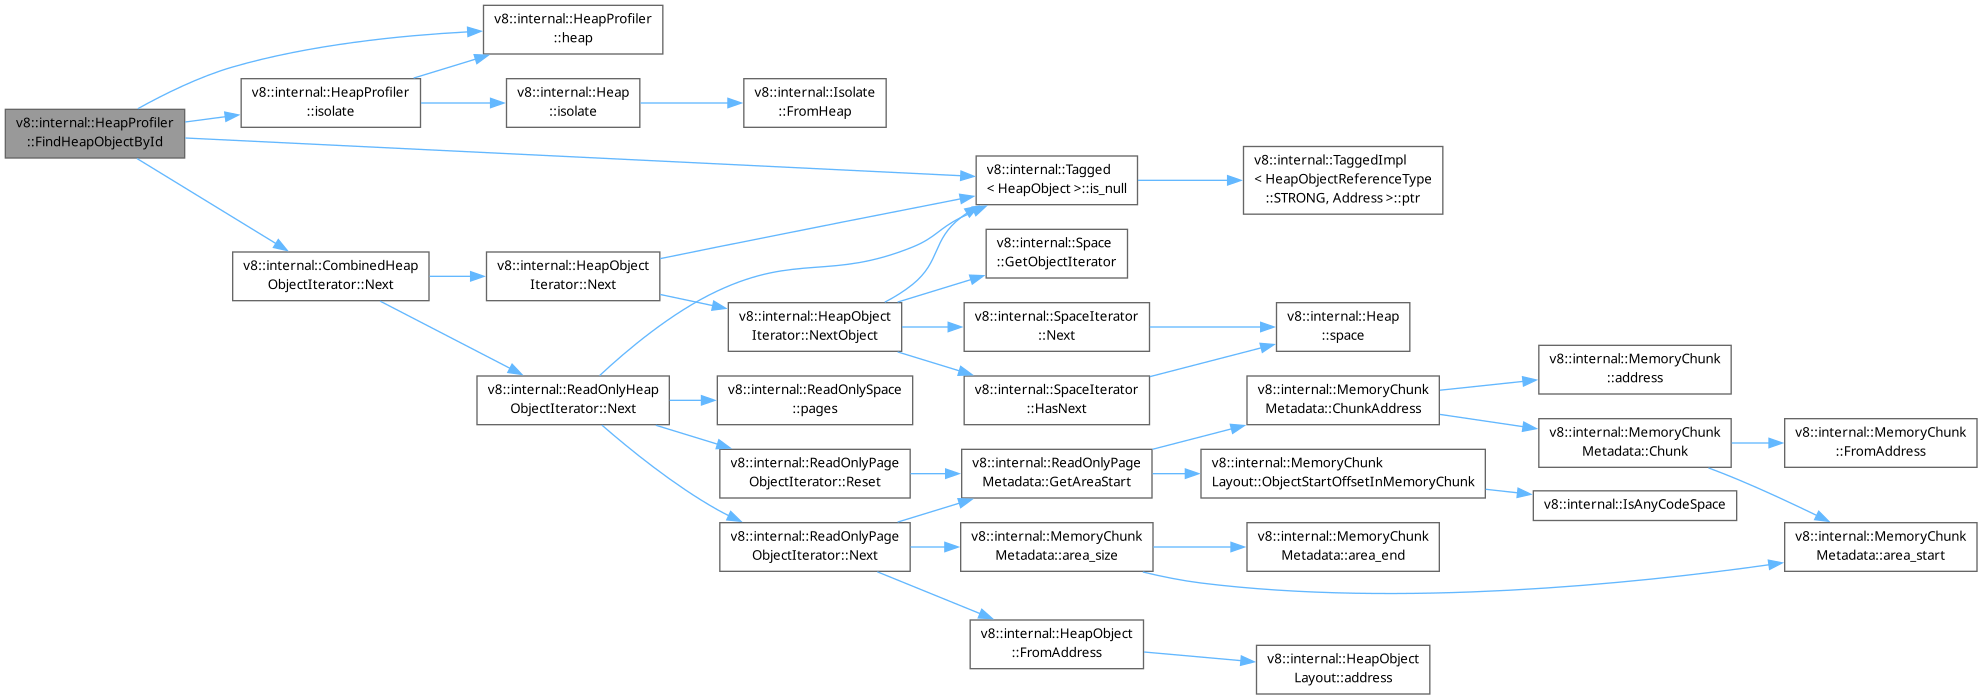 v8::internal::HeapProfiler
::FindHeapObjectById
v8::internal::HeapProfiler
::heap
v8::internal::HeapProfiler
::isolate
v8::internal::Heap
::isolate
v8::internal::Isolate
::FromHeap
v8::internal::Tagged
< HeapObject >::is_null
v8::internal::TaggedImpl
< HeapObjectReferenceType
::STRONG, Address >::ptr
v8::internal::CombinedHeap
ObjectIterator::Next
v8::internal::HeapObject
Iterator::Next
v8::internal::HeapObject
Iterator::NextObject
v8::internal::Space
::GetObjectIterator
v8::internal::SpaceIterator
::Next
v8::internal::SpaceIterator
::HasNext
v8::internal::Heap
::space
v8::internal::ReadOnlyHeap
ObjectIterator::Next
v8::internal::ReadOnlySpace
::pages
v8::internal::ReadOnlyPage
ObjectIterator::Reset
v8::internal::ReadOnlyPage
ObjectIterator::Next
v8::internal::ReadOnlyPage
Metadata::GetAreaStart
v8::internal::MemoryChunk
Metadata::ChunkAddress
v8::internal::MemoryChunk
::address
v8::internal::MemoryChunk
Metadata::Chunk
v8::internal::MemoryChunk
::FromAddress
v8::internal::MemoryChunk
Layout::ObjectStartOffsetInMemoryChunk
v8::internal::IsAnyCodeSpace
v8::internal::MemoryChunk
Metadata::area_size
v8::internal::MemoryChunk
Metadata::area_end
v8::internal::MemoryChunk
Metadata::area_start
v8::internal::HeapObject
::FromAddress
v8::internal::HeapObject
Layout::address